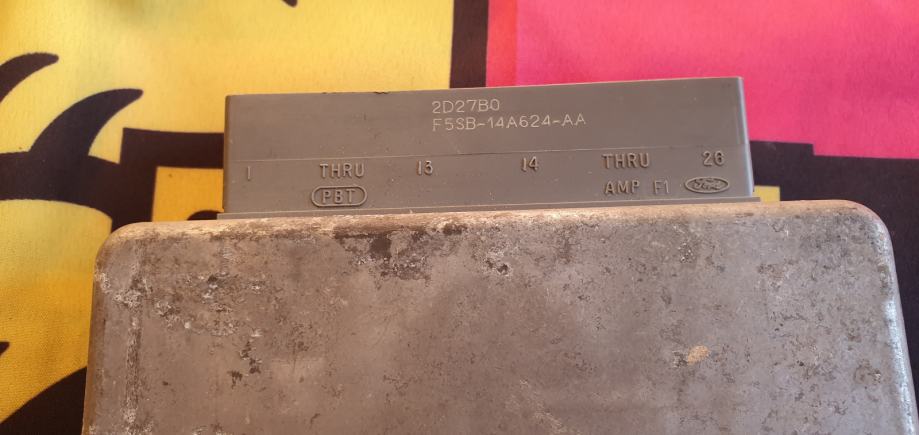 2D27B0
F5SB-14A624-AA
1 THRU 13 14 THRU 26
PBT AMP F1 Ford